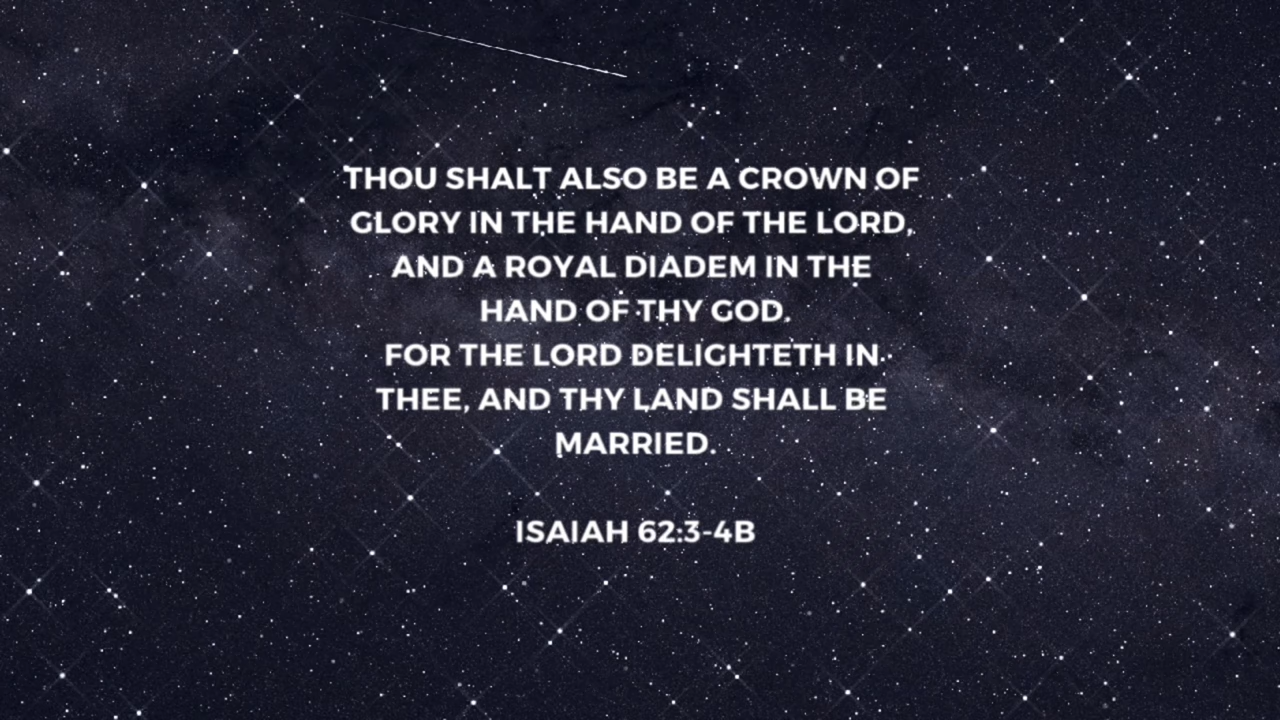 THOU SHALT ALSO BE A CROWN OF
GLORY IN THE HAND OF THE LORD,
AND A ROYAL DIADEM IN THE
HAND OF THY GOD.
FOR THE LORD DELIGHTETH IN
THEE, AND THY LAND SHALL BE
MARRIED.
ISAIAH 62:3-4B